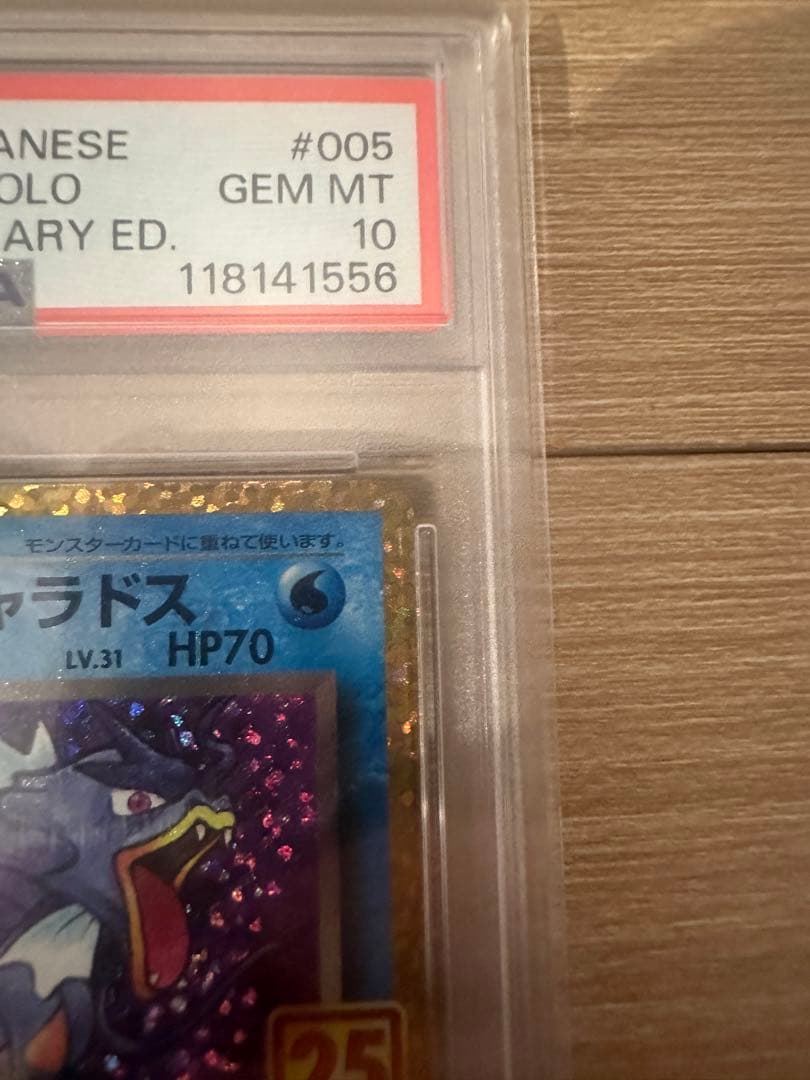 ANESE #005
OLO GEM MT
ARY ED. 10
A 118141556
モンスターカードに重ねて使います。
ャラドス
LV.31 HP70
25